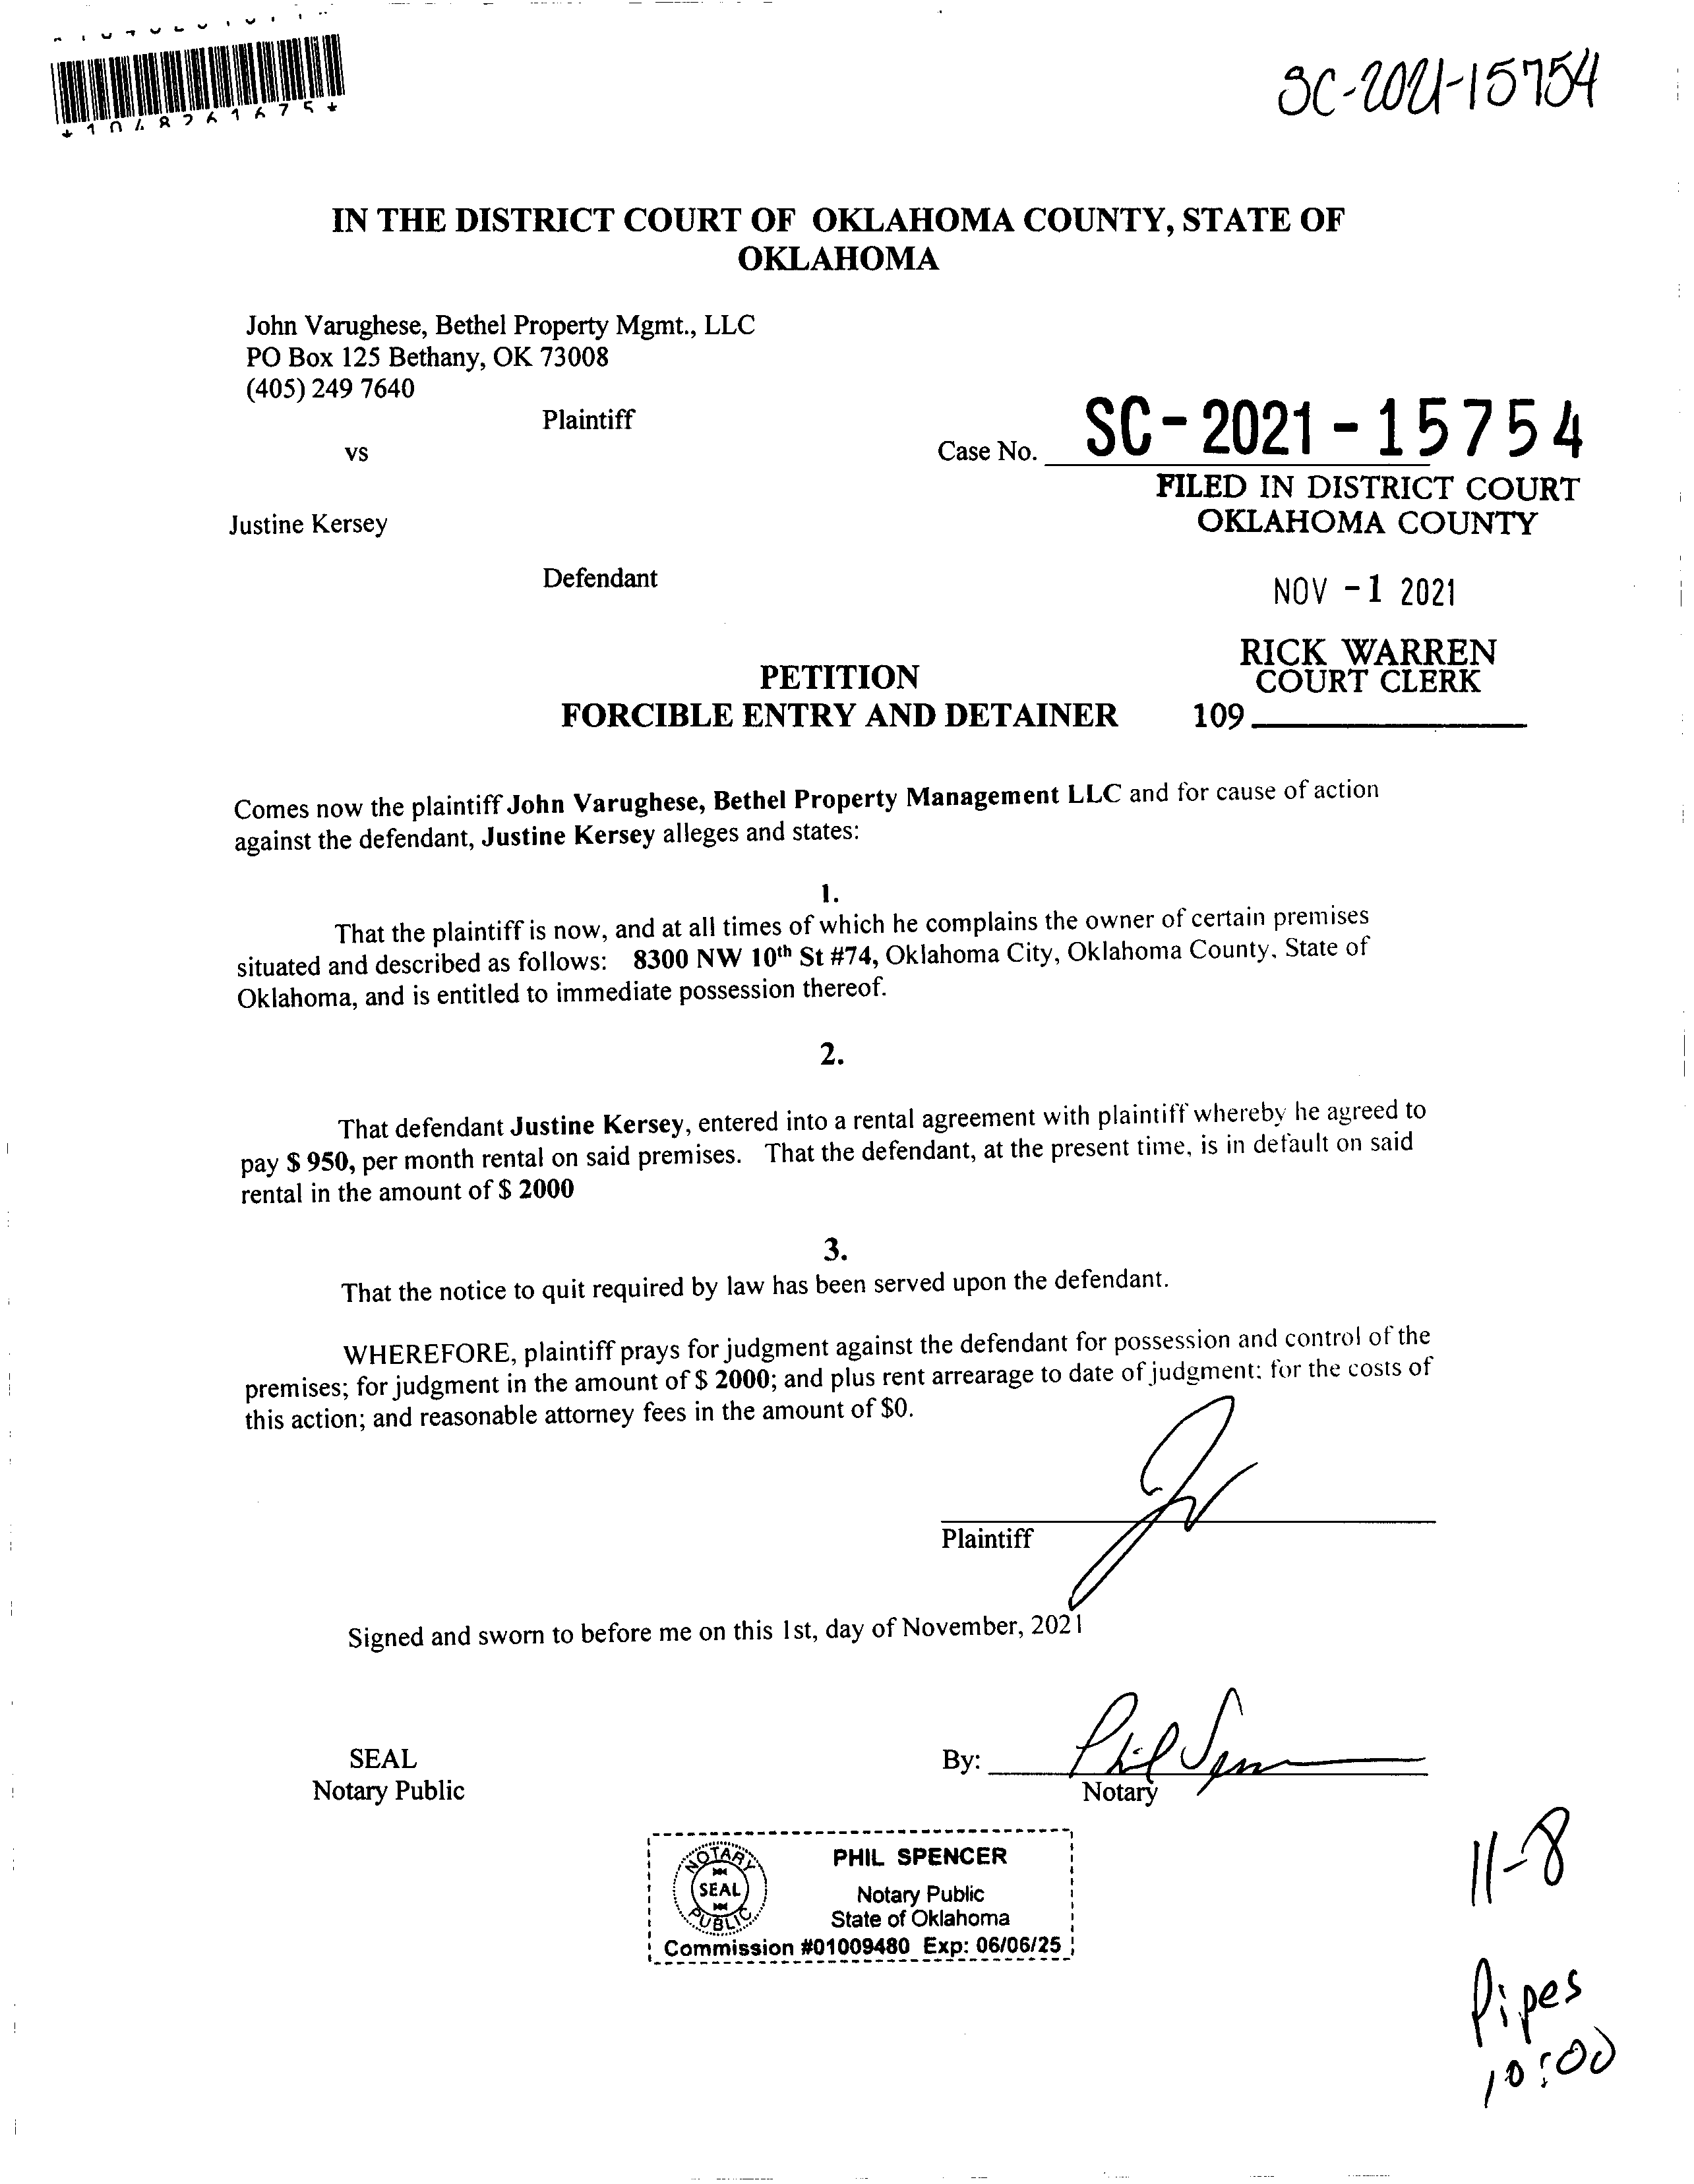 SC-2021-15754
*1048261675*
IN THE DISTRICT COURT OF OKLAHOMA COUNTY, STATE OF
OKLAHOMA
John Varughese, Bethel Property Mgmt., LLC
PO Box 125 Bethany, OK 73008
(405) 249 7640
Plaintiff
vs
Case No. SC-2021-15754
FILED IN DISTRICT COURT
OKLAHOMA COUNTY
Justine Kersey
Defendant
NOV -1 2021
RICK WARREN
COURT CLERK
109
PETITION
FORCIBLE ENTRY AND DETAINER
Comes now the plaintiff John Varughese, Bethel Property Management LLC and for cause of action
against the defendant, Justine Kersey alleges and states:
1.
That the plaintiff is now, and at all times of which he complains the owner of certain premises
situated and described as follows: 8300 NW 10th St #74, Oklahoma City, Oklahoma County, State of
Oklahoma, and is entitled to immediate possession thereof.
2.
That defendant Justine Kersey, entered into a rental agreement with plaintiff whereby he agreed to
pay $ 950, per month rental on said premises. That the defendant, at the present time, is in default on said
rental in the amount of $ 2000
3.
That the notice to quit required by law has been served upon the defendant.
WHEREFORE, plaintiff prays for judgment against the defendant for possession and control of the
premises; for judgment in the amount of $ 2000; and plus rent arrearage to date of judgment; for the costs of
this action; and reasonable attorney fees in the amount of $0.
Plaintiff
Signed and sworn to before me on this 1st, day of November, 2021
SEAL
Notary Public
By: Phil Spencer
Notary
NOTARY
SEAL
PUBLIC
PHIL SPENCER
Notary Public
State of Oklahoma
Commission #01009480 Exp: 06/06/25
11-8
Pipes
10:00